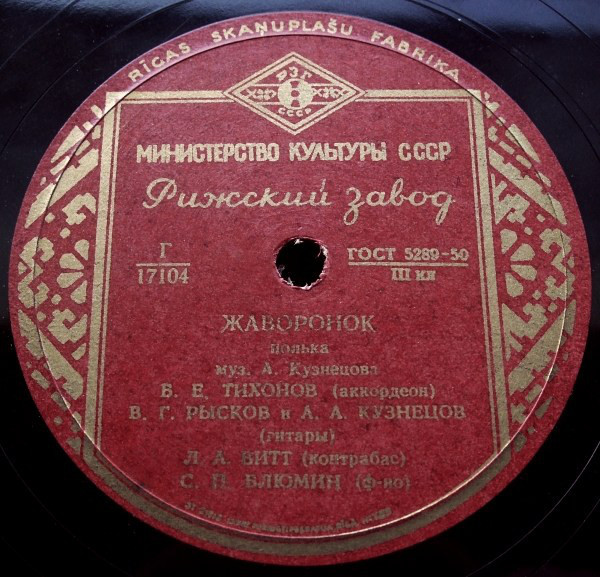 RĪGAS SKAŅUPLAŠU FABRIKA
РЗГ
СССР
МИНИСТЕРСТВО КУЛЬТУРЫ СССР
Рижский завод
Г
17104
ГОСТ 5289-50
III кл
ЖАВОРОНОК
полька
муз. А. Кузнецова
Б. Е. ТИХОНОВ (аккордеон)
В. Г. РЫСКОВ и А. А. КУЗНЕЦОВ
(гитары)
Л. А. ВИТТ (контрабас)
С. П. ВЛЮМИН (ф-но)